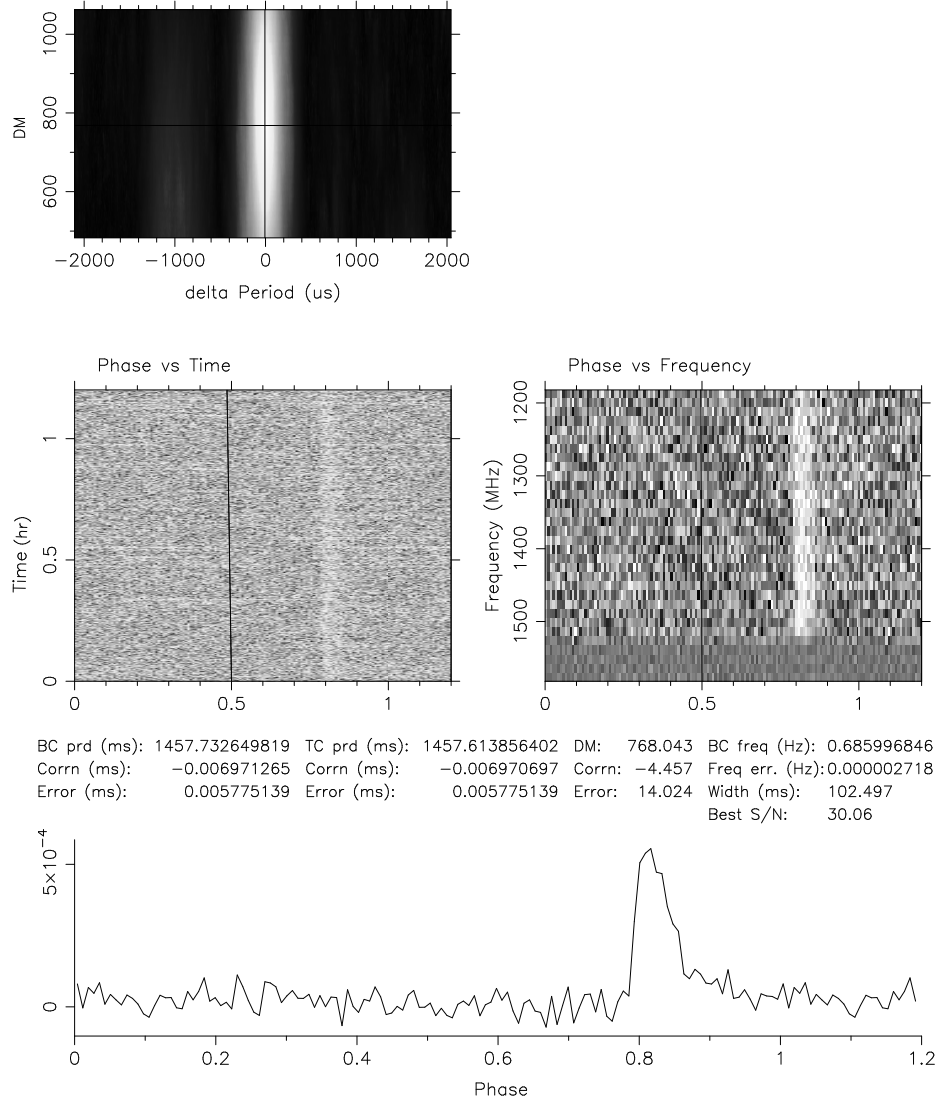 1000
800
600
DM
−2000 −1000 0 1000 2000
delta Period (us)
Phase vs Time
1
0.5
0
Time (hr)
0 0.5 1
Phase vs Frequency
1200
1300
1400
1500
Frequency (MHz)
0 0.5 1
BC prd (ms): 1457.732649819 TC prd (ms): 1457.613856402 DM: 768.043 BC freq (Hz): 0.685996846
Corrn (ms): −0.006971265 Corrn (ms): −0.006970697 Corrn: −4.457 Freq err. (Hz): 0.000002718
Error (ms): 0.005775139 Error (ms): 0.005775139 Error: 14.024 Width (ms): 102.497
Best S/N: 30.06
5×10⁻⁴
0
0 0.2 0.4 0.6 0.8 1 1.2
Phase